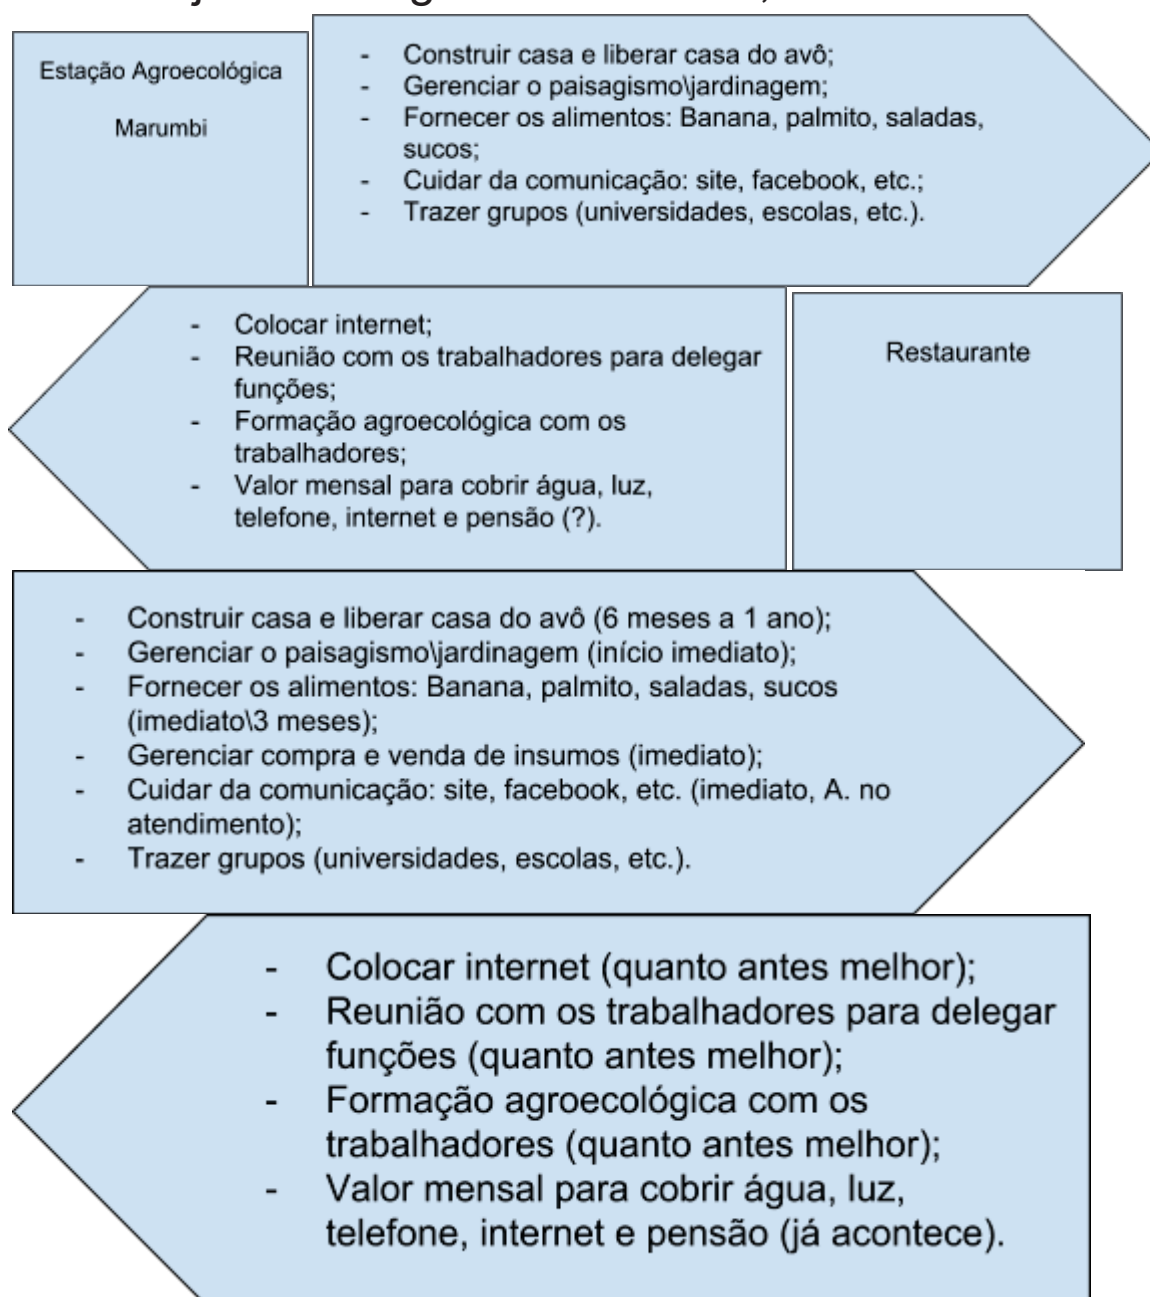 Estação Agroecológica
Marumbi
- Construir casa e liberar casa do avô;
- Gerenciar o paisagismo\jardinagem;
- Fornecer os alimentos: Banana, palmito, saladas,
sucos;
- Cuidar da comunicação: site, facebook, etc.;
- Trazer grupos (universidades, escolas, etc.).
- Colocar internet;
- Reunião com os trabalhadores para delegar
funções;
- Formação agroecológica com os
trabalhadores;
- Valor mensal para cobrir água, luz,
telefone, internet e pensão (?).
Restaurante
- Construir casa e liberar casa do avô (6 meses a 1 ano);
- Gerenciar o paisagismo\jardinagem (início imediato);
- Fornecer os alimentos: Banana, palmito, saladas, sucos
(imediato\3 meses);
- Gerenciar compra e venda de insumos (imediato);
- Cuidar da comunicação: site, facebook, etc. (imediato, A. no
atendimento);
- Trazer grupos (universidades, escolas, etc.).
- Colocar internet (quanto antes melhor);
- Reunião com os trabalhadores para delegar
funções (quanto antes melhor);
- Formação agroecológica com os
trabalhadores (quanto antes melhor);
- Valor mensal para cobrir água, luz,
telefone, internet e pensão (já acontece).